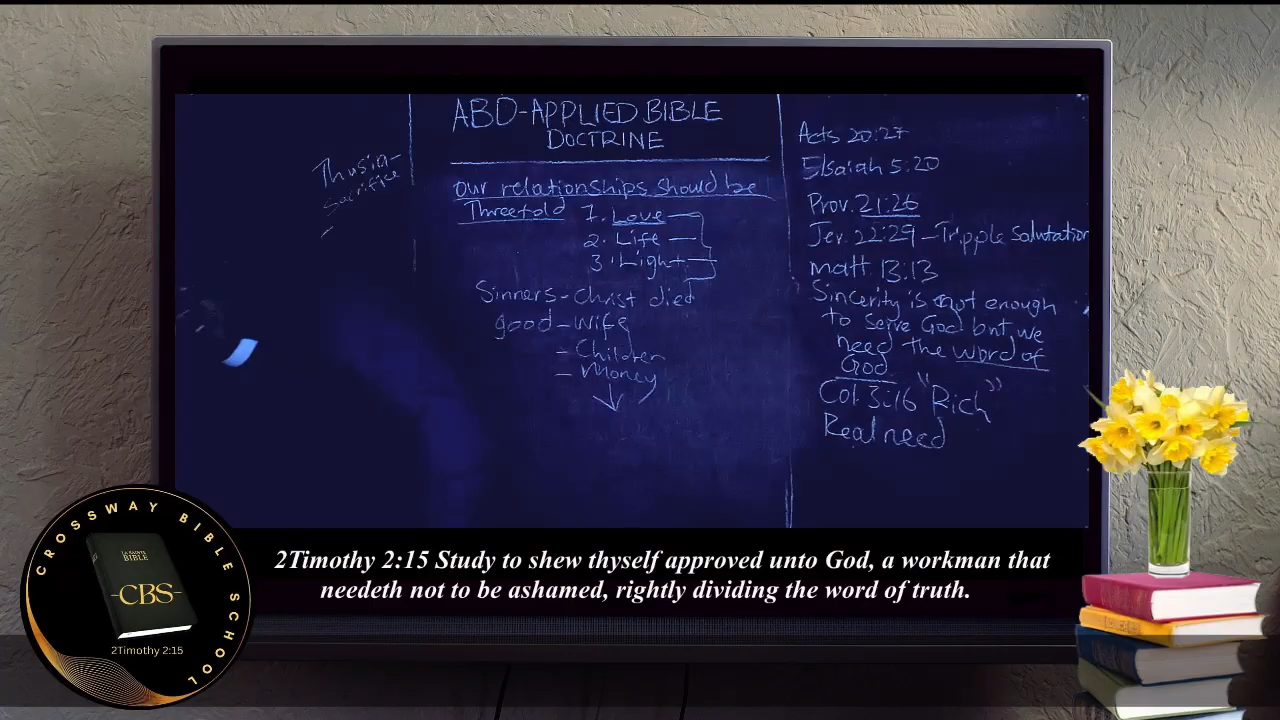 Thusia-
sacrifice
ABD-APPLIED BIBLE
DOCTRINE
our relationships should be
Threefold 1. Love
2. Life
3. Light
Sinners - Christ died
good - wife
- Children
- Money
Acts 20:27
Isaiah 5:20
Prov. 21:26
Jer. 22:29 - Tripple Salutation
Matt. 13:13
Sincerity is not enough
to serve God but we
need the word of
God
Col 3:16 "Rich"
Real need
CROSSWAY BIBLE SCHOOL
LA SAINTE
BIBLE
-CBS-
2Timothy 2:15
2Timothy 2:15 Study to shew thyself approved unto God, a workman that
needeth not to be ashamed, rightly dividing the word of truth.